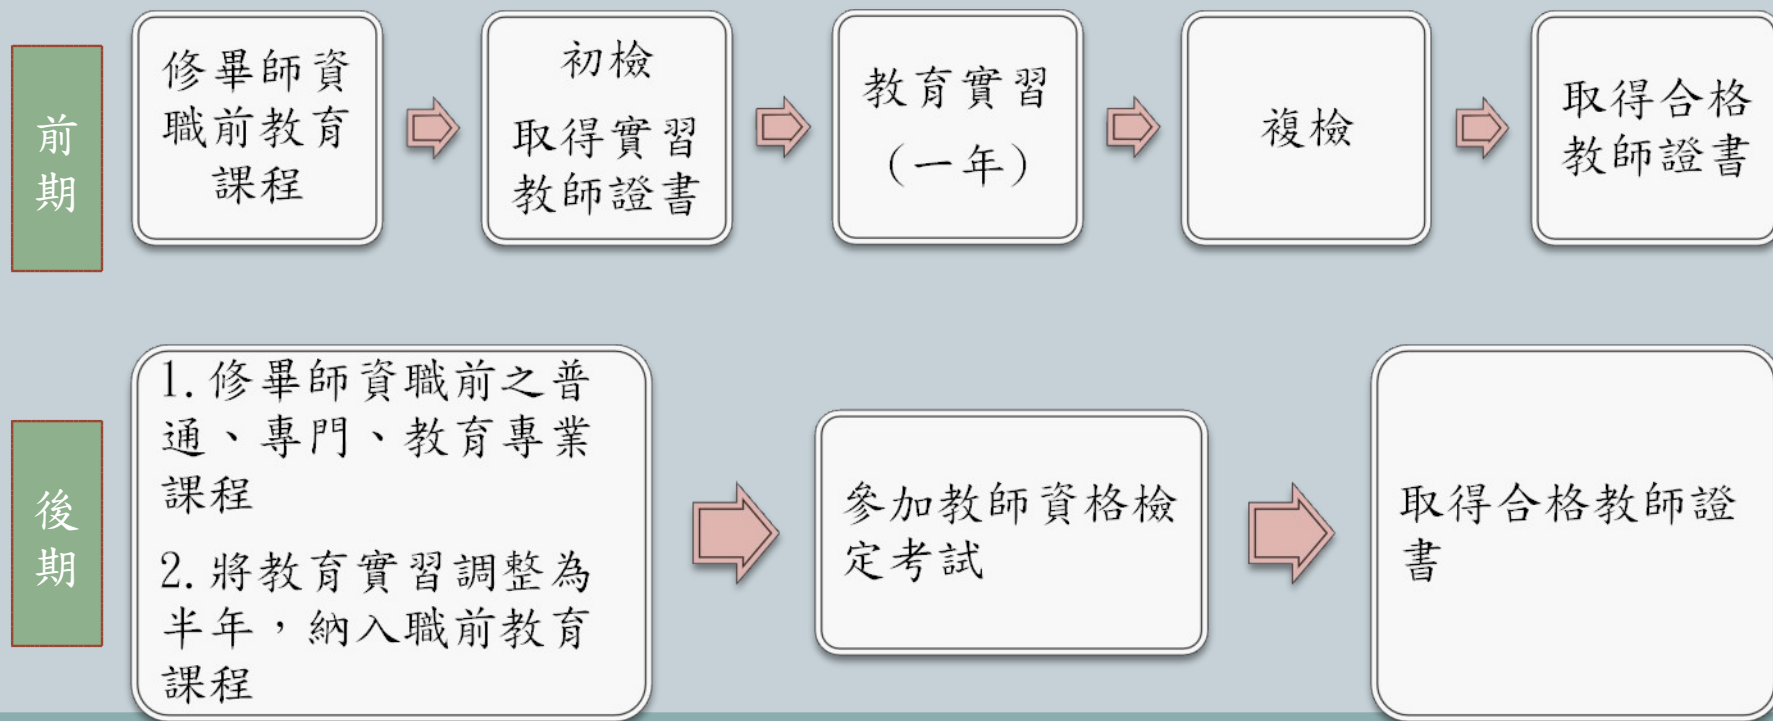 前期
修畢師資
職前教育
課程
初檢
取得實習
教師證書
教育實習
（一年）
複檢
取得合格
教師證書
後期
1.修畢師資職前之普
通、專門、教育專業
課程
2.將教育實習調整為
半年，納入職前教育
課程
參加教師資格檢
定考試
取得合格教師證
書